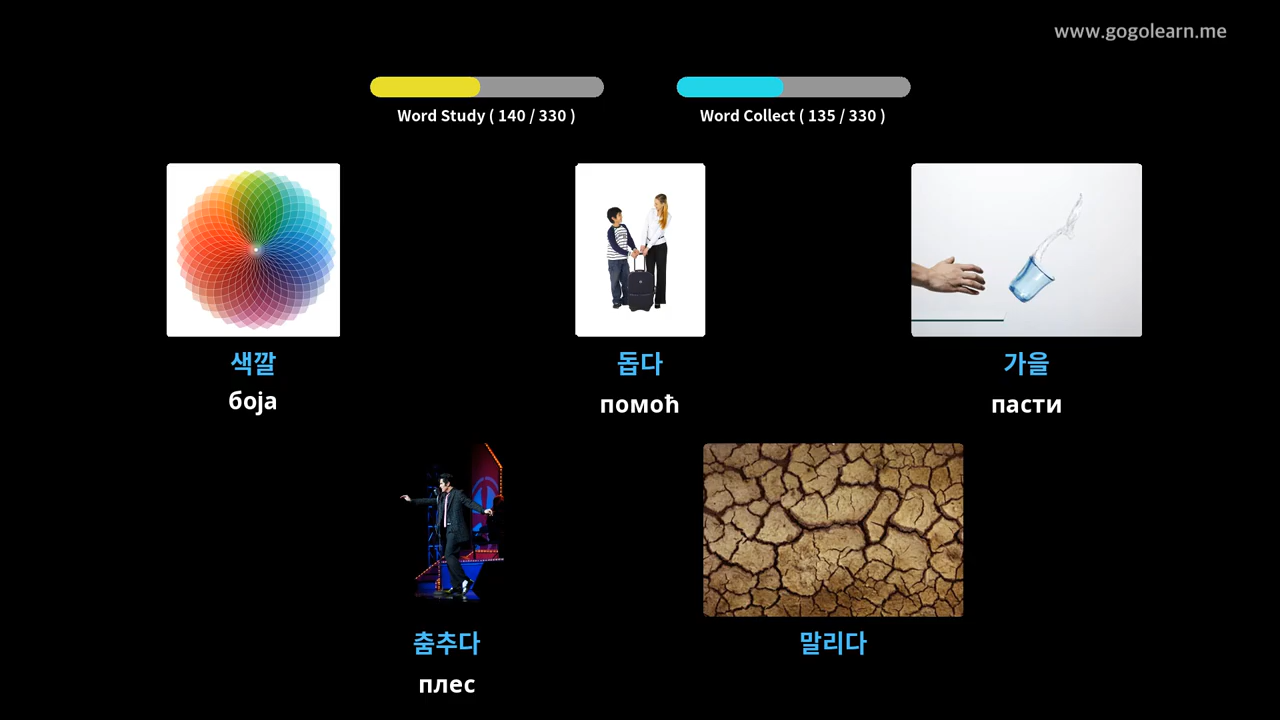 www.gogolearn.me
Word Study ( 140 / 330 )
Word Collect ( 135 / 330 )
색깔
돕다
가을
боја
помоћ
пасти
춤추다
말리다
плес